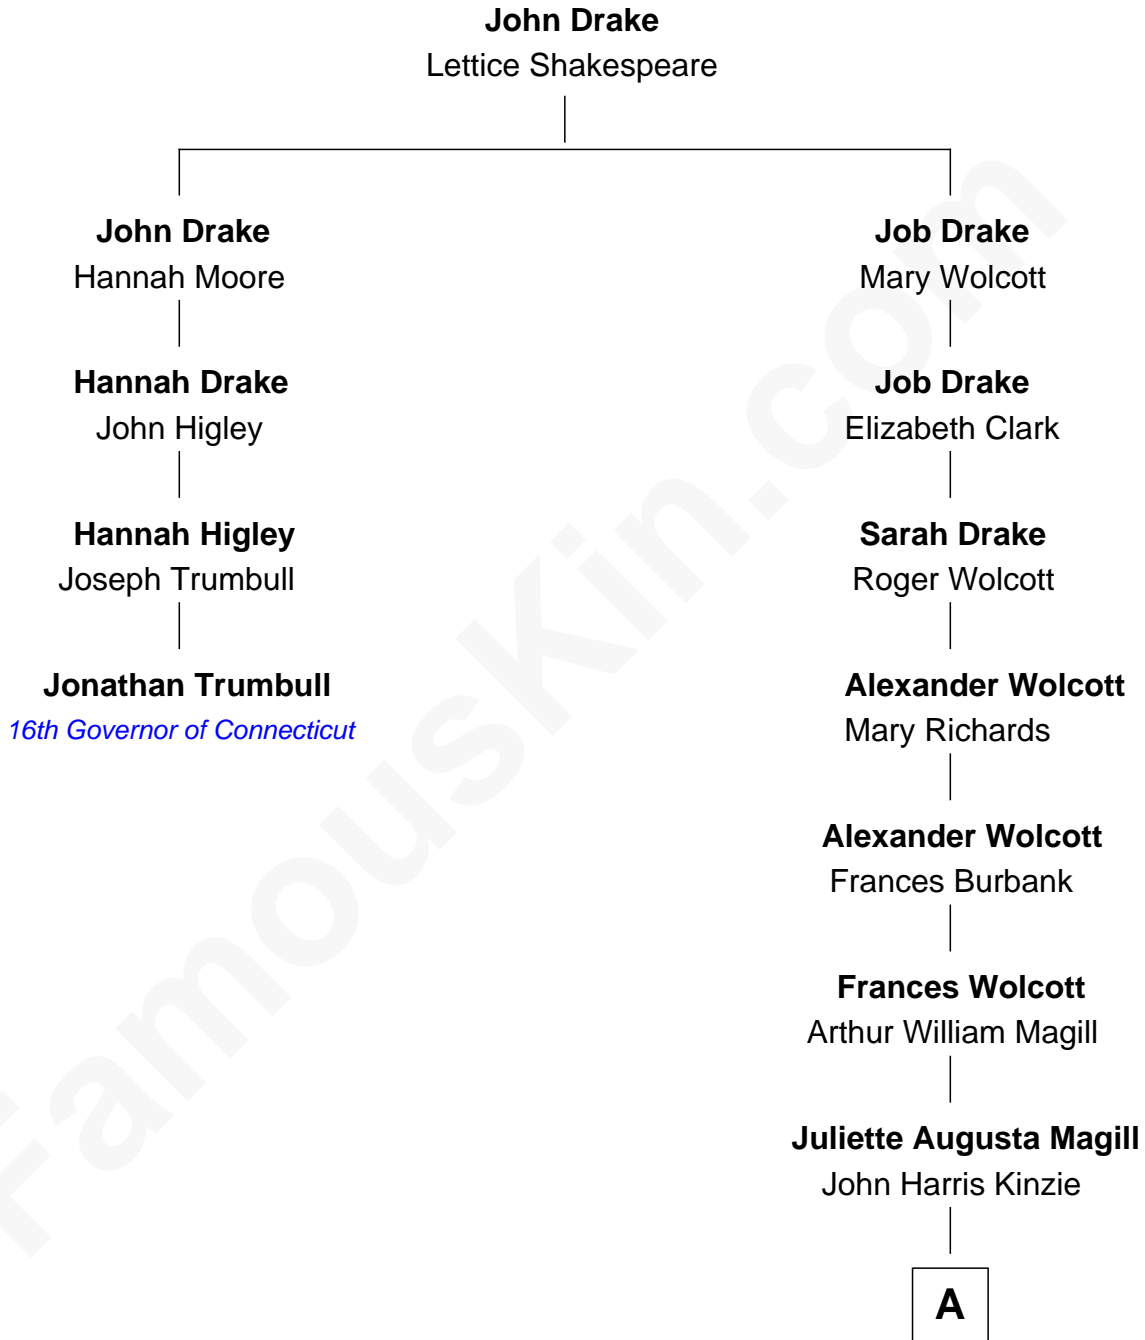 John Drake
Lettice Shakespeare
John Drake
Hannah Moore
Hannah Drake
John Higley
Hannah Higley
Joseph Trumbull
Jonathan Trumbull
16th Governor of Connecticut
Job Drake
Mary Wolcott
Job Drake
Elizabeth Clark
Sarah Drake
Roger Wolcott
Alexander Wolcott
Mary Richards
Alexander Wolcott
Frances Burbank
Frances Wolcott
Arthur William Magill
Juliette Augusta Magill
John Harris Kinzie
A
FamousKin.com